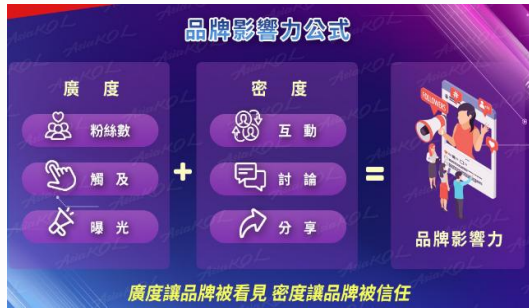 品牌影響力公式
廣度
粉絲數
觸及
曝光
+
密度
互動
討論
分享
=
FOLLOWERS
品牌影響力
廣度讓品牌被看見 密度讓品牌被信任